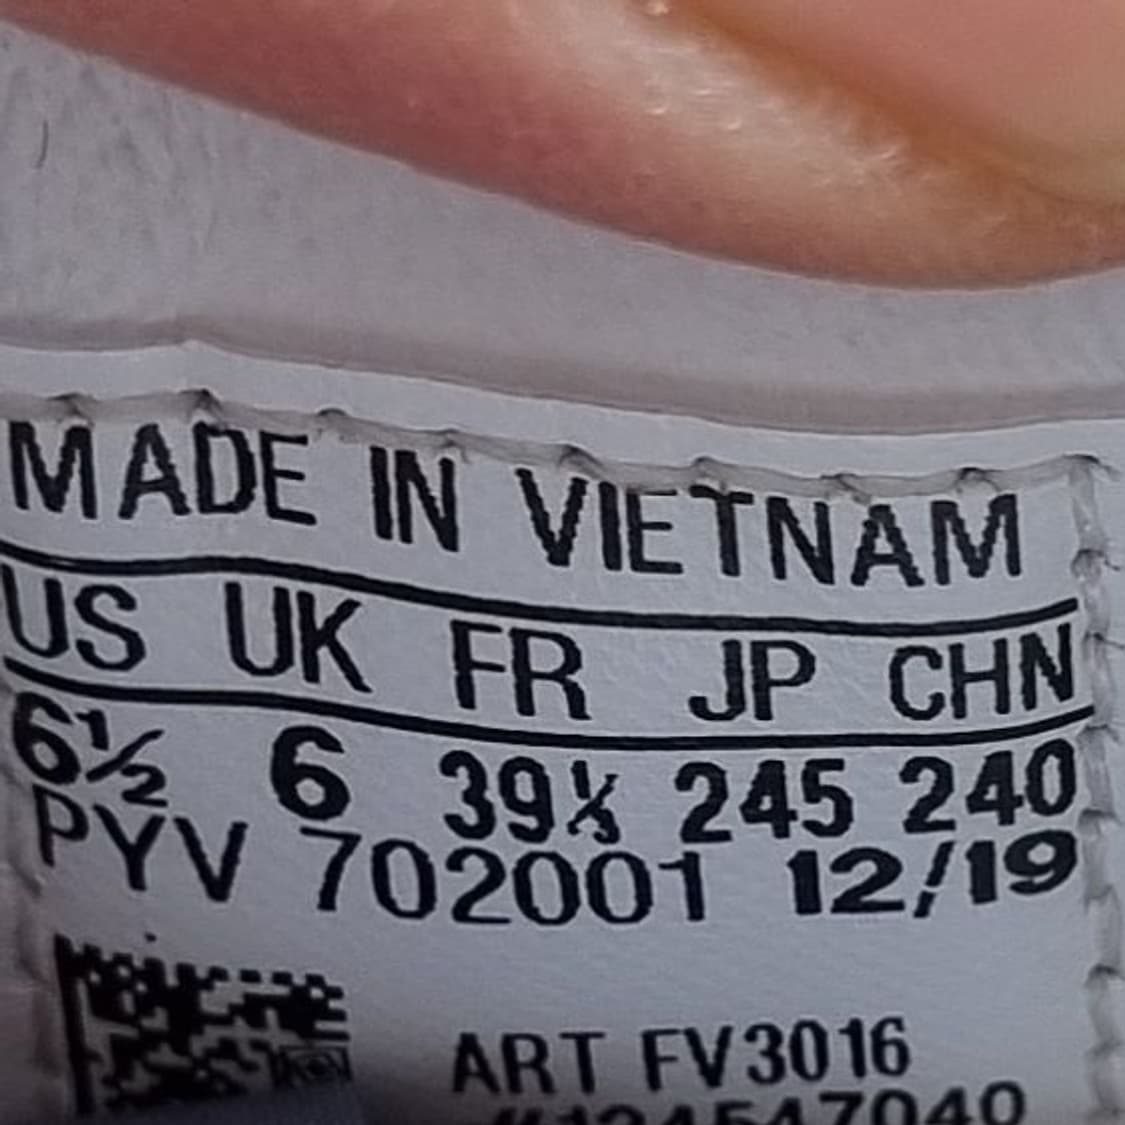 MADE IN VIETNAM
US UK FR JP CHN
6½ 6 39⅓ 245 240
PYV 702001 12/19
ART FV3016